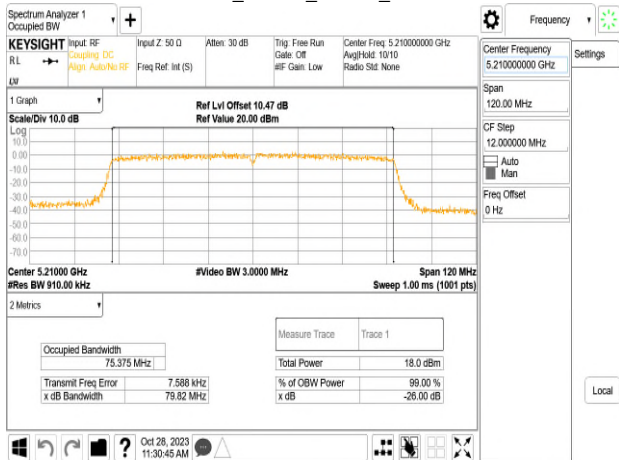 Spectrum Analyzer 1
Occupied BW
Frequency
KEYSIGHT
RL
LXI
Input: RF
Coupling: DC
Align: Auto/No RF
Input Z: 50 Ω
Freq Ref: Int (S)
Atten: 30 dB
Trig: Free Run
Gate: Off
#IF Gain: Low
Center Freq: 5.210000000 GHz
Avg|Hold: 10/10
Radio Std: None
Center Frequency
5.210000000 GHz
Settings
Span
120.00 MHz
CF Step
12.000000 MHz
Auto
Man
Freq Offset
0 Hz
1 Graph
Scale/Div 10.0 dB
Ref Lvl Offset 10.47 dB
Ref Value 20.00 dBm
Log
10.0
0.00
-10.0
-20.0
-30.0
-40.0
-50.0
-60.0
-70.0
Center 5.21000 GHz
#Video BW 3.0000 MHz
Span 120 MHz
#Res BW 910.00 kHz
Sweep 1.00 ms (1001 pts)
2 Metrics
Measure Trace
Trace 1
Occupied Bandwidth
75.375 MHz
Total Power
18.0 dBm
Transmit Freq Error
7.588 kHz
% of OBW Power
99.00 %
x dB Bandwidth
79.82 MHz
x dB
-26.00 dB
Local
?
Oct 28, 2023
11:30:45 AM